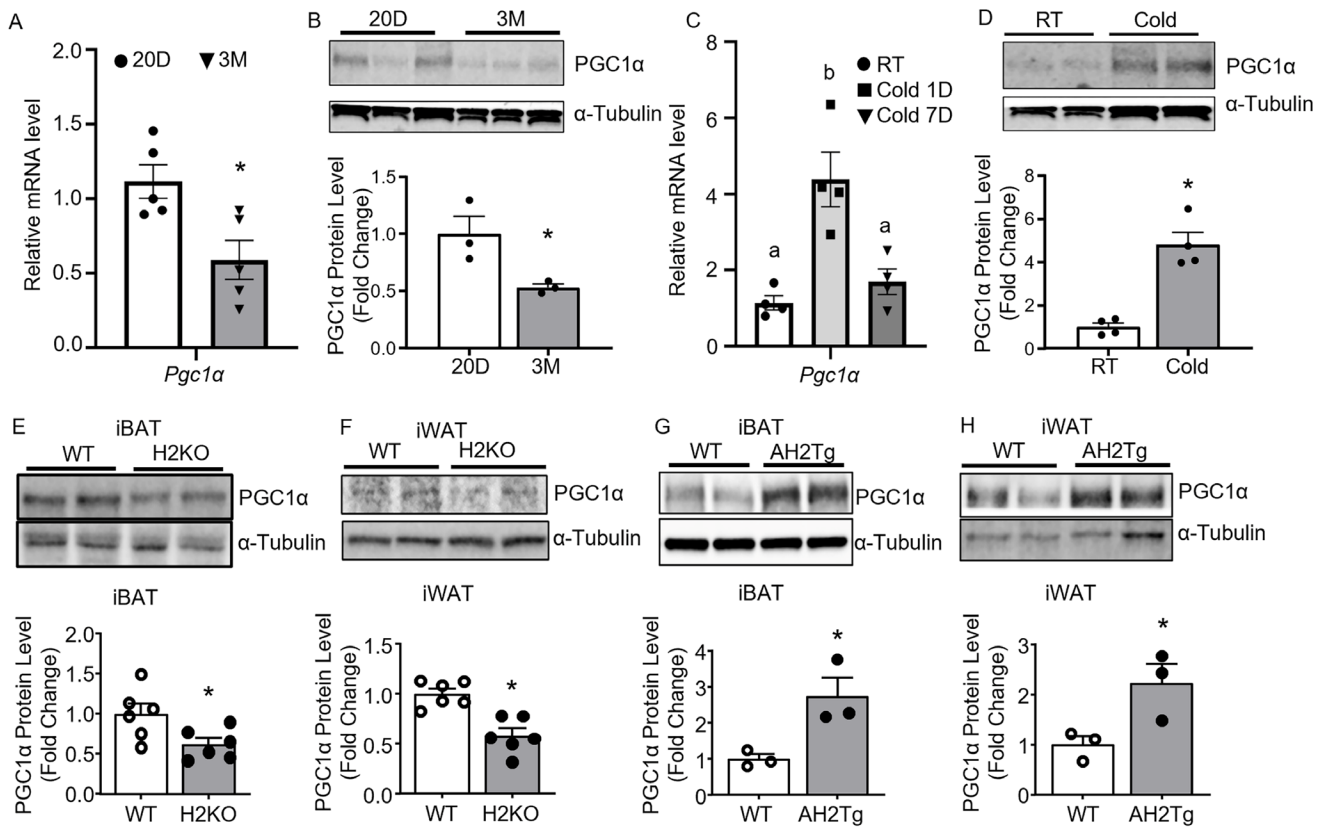 A
2.0
1.5
1.0
0.5
0.0
Relative mRNA level
20D 3M
*
Pgc1α
B
20D 3M
PGC1α
α-Tubulin
PGC1α Protein Level
(Fold Change)
1.5
1.0
0.5
0.0
*
20D 3M
C
8
6
4
2
0
Relative mRNA level
RT
Cold 1D
Cold 7D
a
b
a
Pgc1α
D
RT Cold
PGC1α
α-Tubulin
PGC1α Protein Level
(Fold Change)
8
6
4
2
0
*
RT Cold
E
iBAT
WT H2KO
PGC1α
α-Tubulin
iBAT
PGC1α Protein Level
(Fold Change)
2.0
1.5
1.0
0.5
0.0
*
WT H2KO
F
iWAT
WT H2KO
PGC1α
α-Tubulin
iWAT
PGC1α Protein Level
(Fold Change)
1.5
1.0
0.5
0.0
*
WT H2KO
G
iBAT
WT AH2Tg
PGC1α
α-Tubulin
iBAT
PGC1α Protein Level
(Fold Change)
4
3
2
1
0
*
WT AH2Tg
H
iWAT
WT AH2Tg
PGC1α
α-Tubulin
iWAT
PGC1α Protein Level
(Fold Change)
3
2
1
0
*
WT AH2Tg